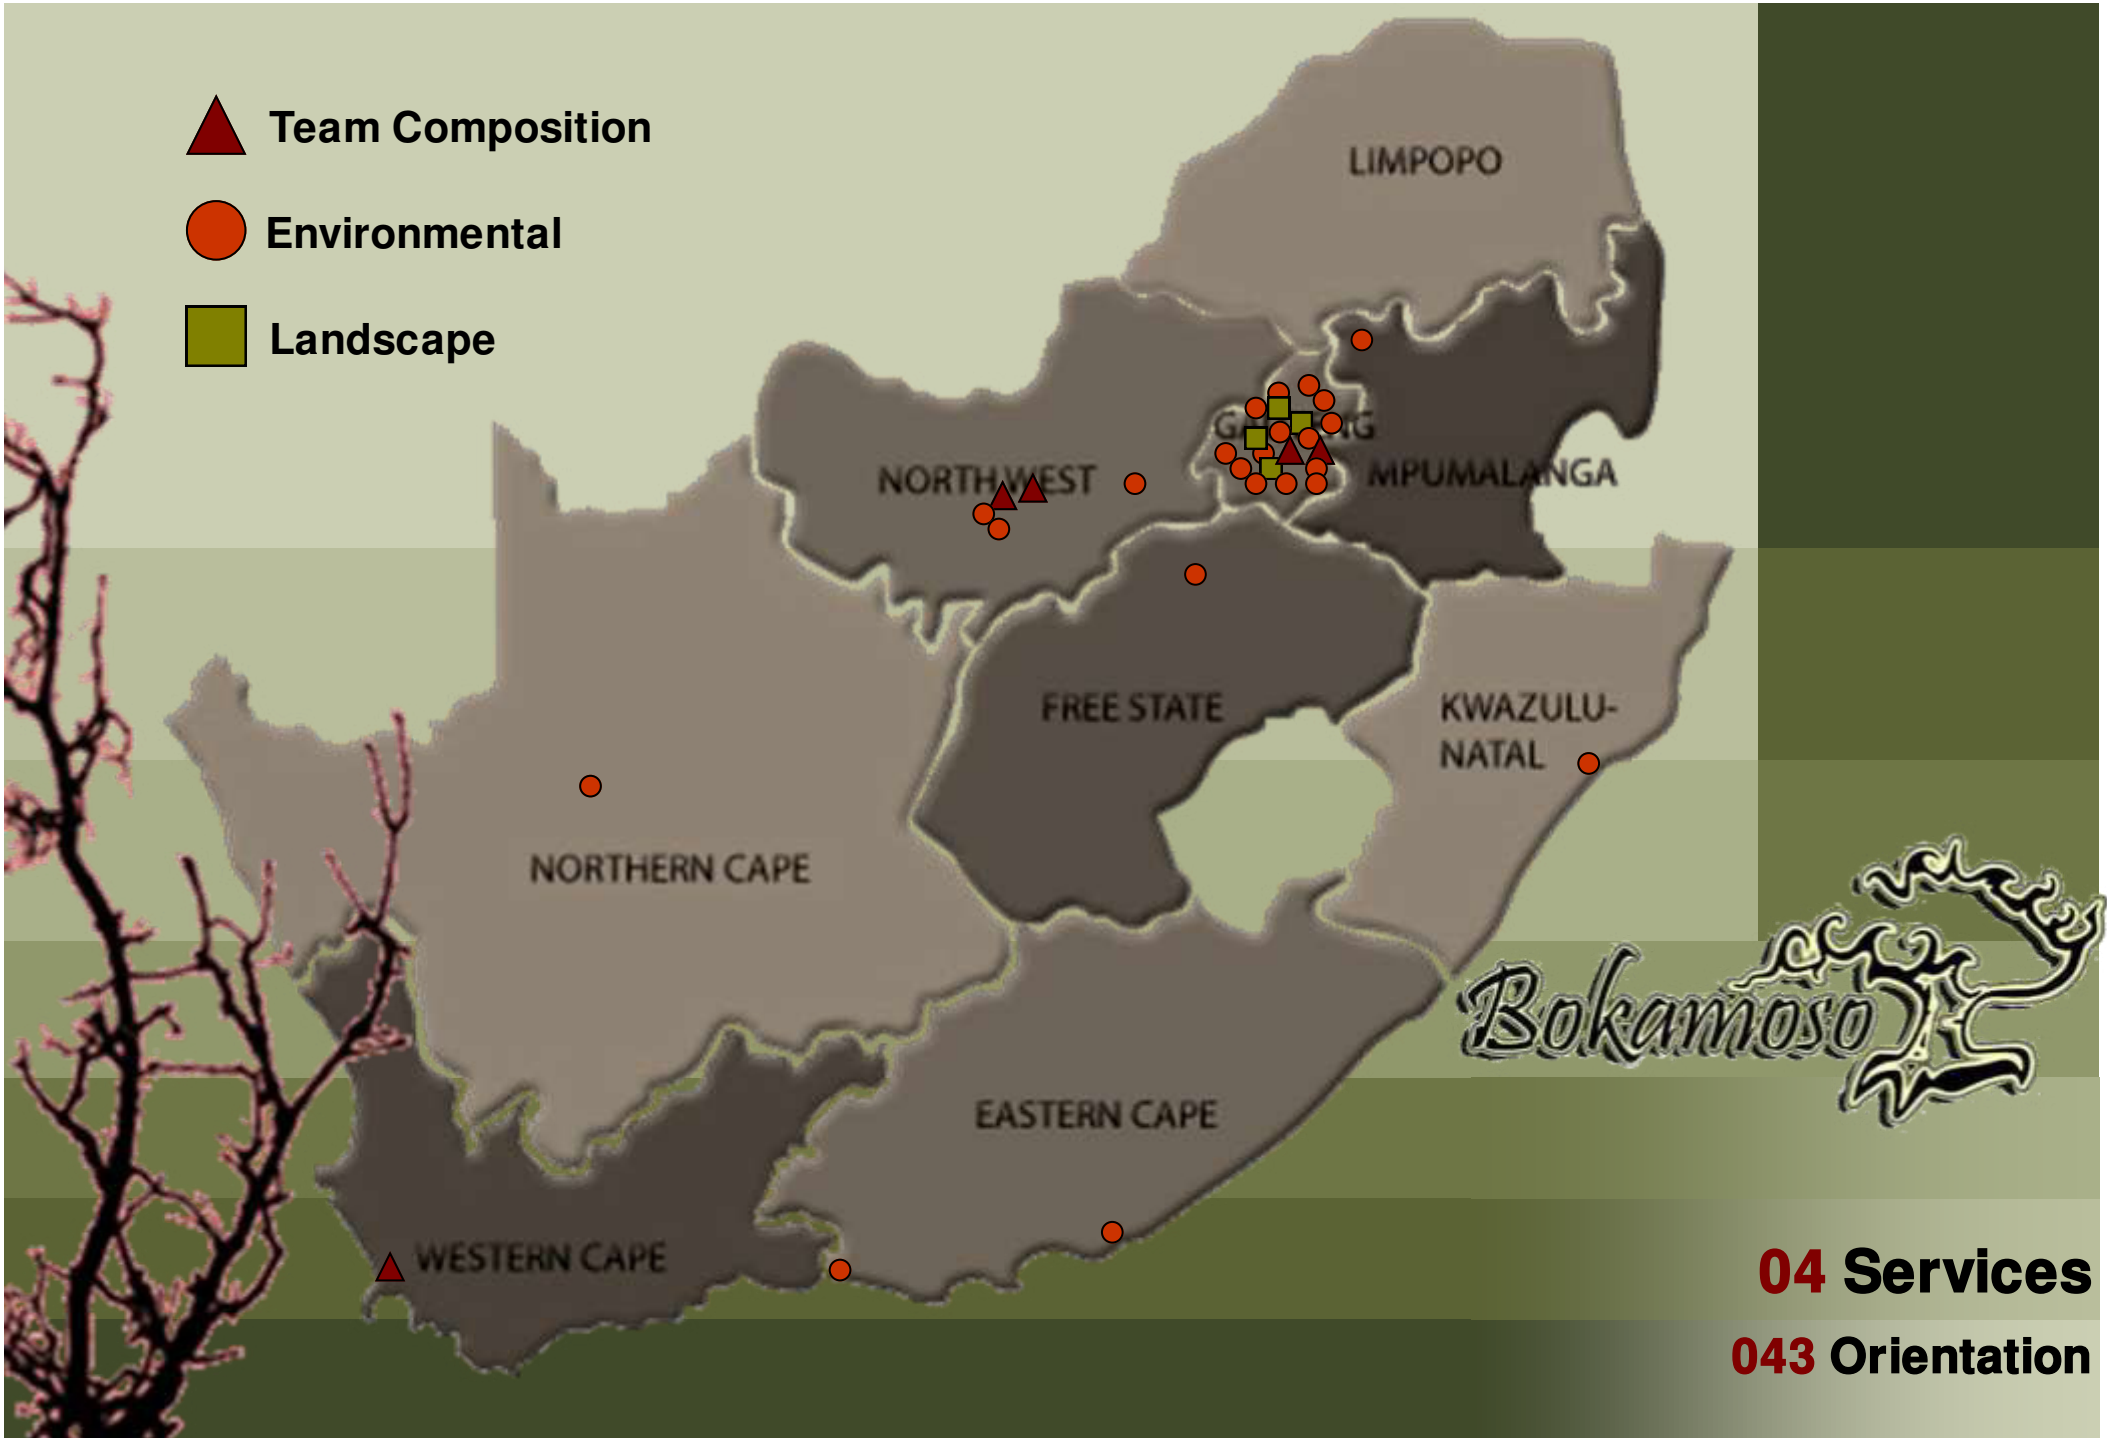 Team Composition
Environmental
Landscape
LIMPOPO
NORTH WEST
MPUMALANGA
FREE STATE
KWAZULU-
NATAL
NORTHERN CAPE
EASTERN CAPE
WESTERN CAPE
Bokamoso
04 Services
043 Orientation